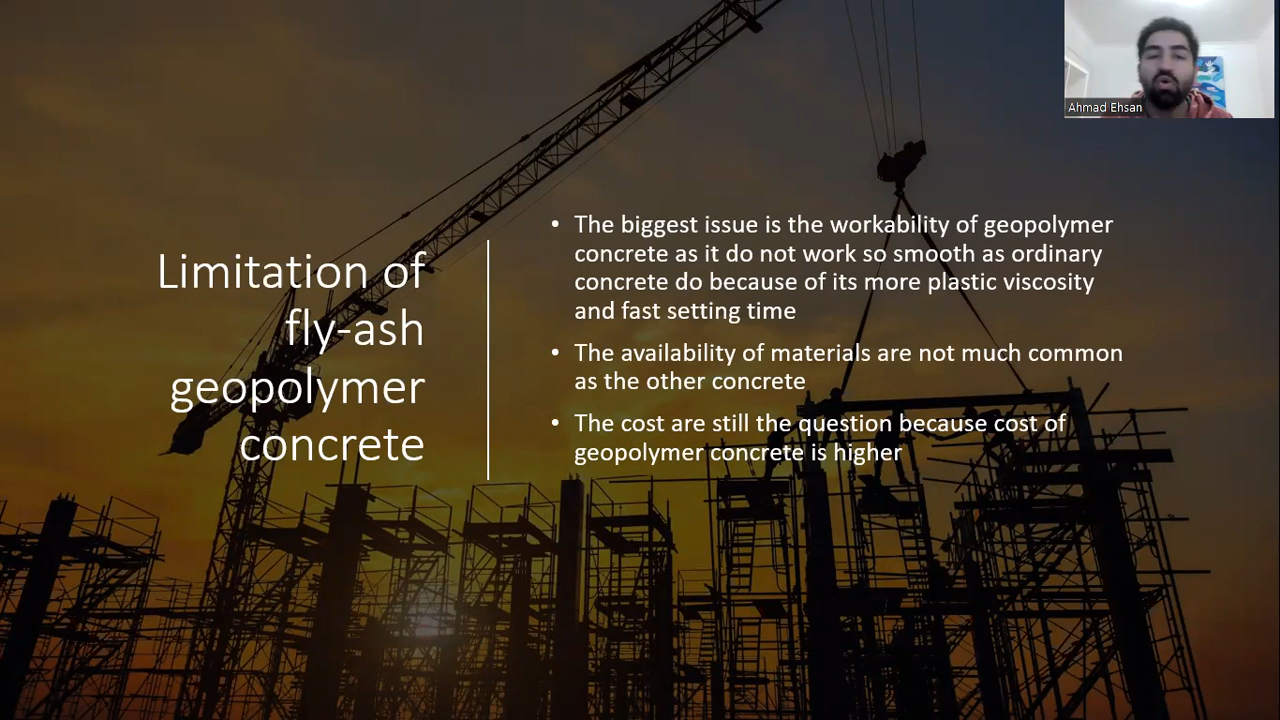 Ahmad Ehsan
Limitation of
fly-ash
geopolymer
concrete
• The biggest issue is the workability of geopolymer
concrete as it do not work so smooth as ordinary
concrete do because of its more plastic viscosity
and fast setting time
• The availability of materials are not much common
as the other concrete
• The cost are still the question because cost of
geopolymer concrete is higher